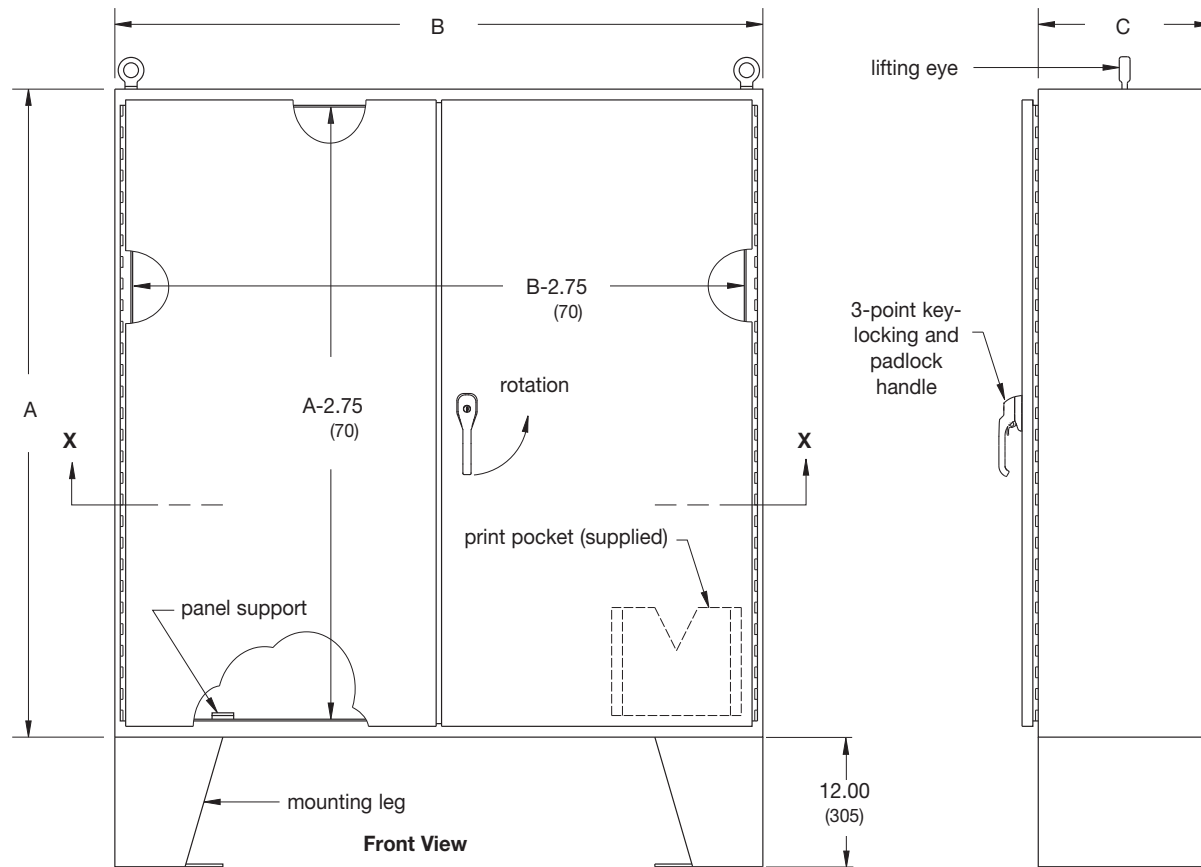 B
C
lifting eye
B-2.75
(70)
3-point key-
locking and
padlock
handle
rotation
A
A-2.75
(70)
X
X
print pocket (supplied)
panel support
12.00
(305)
mounting leg
Front View